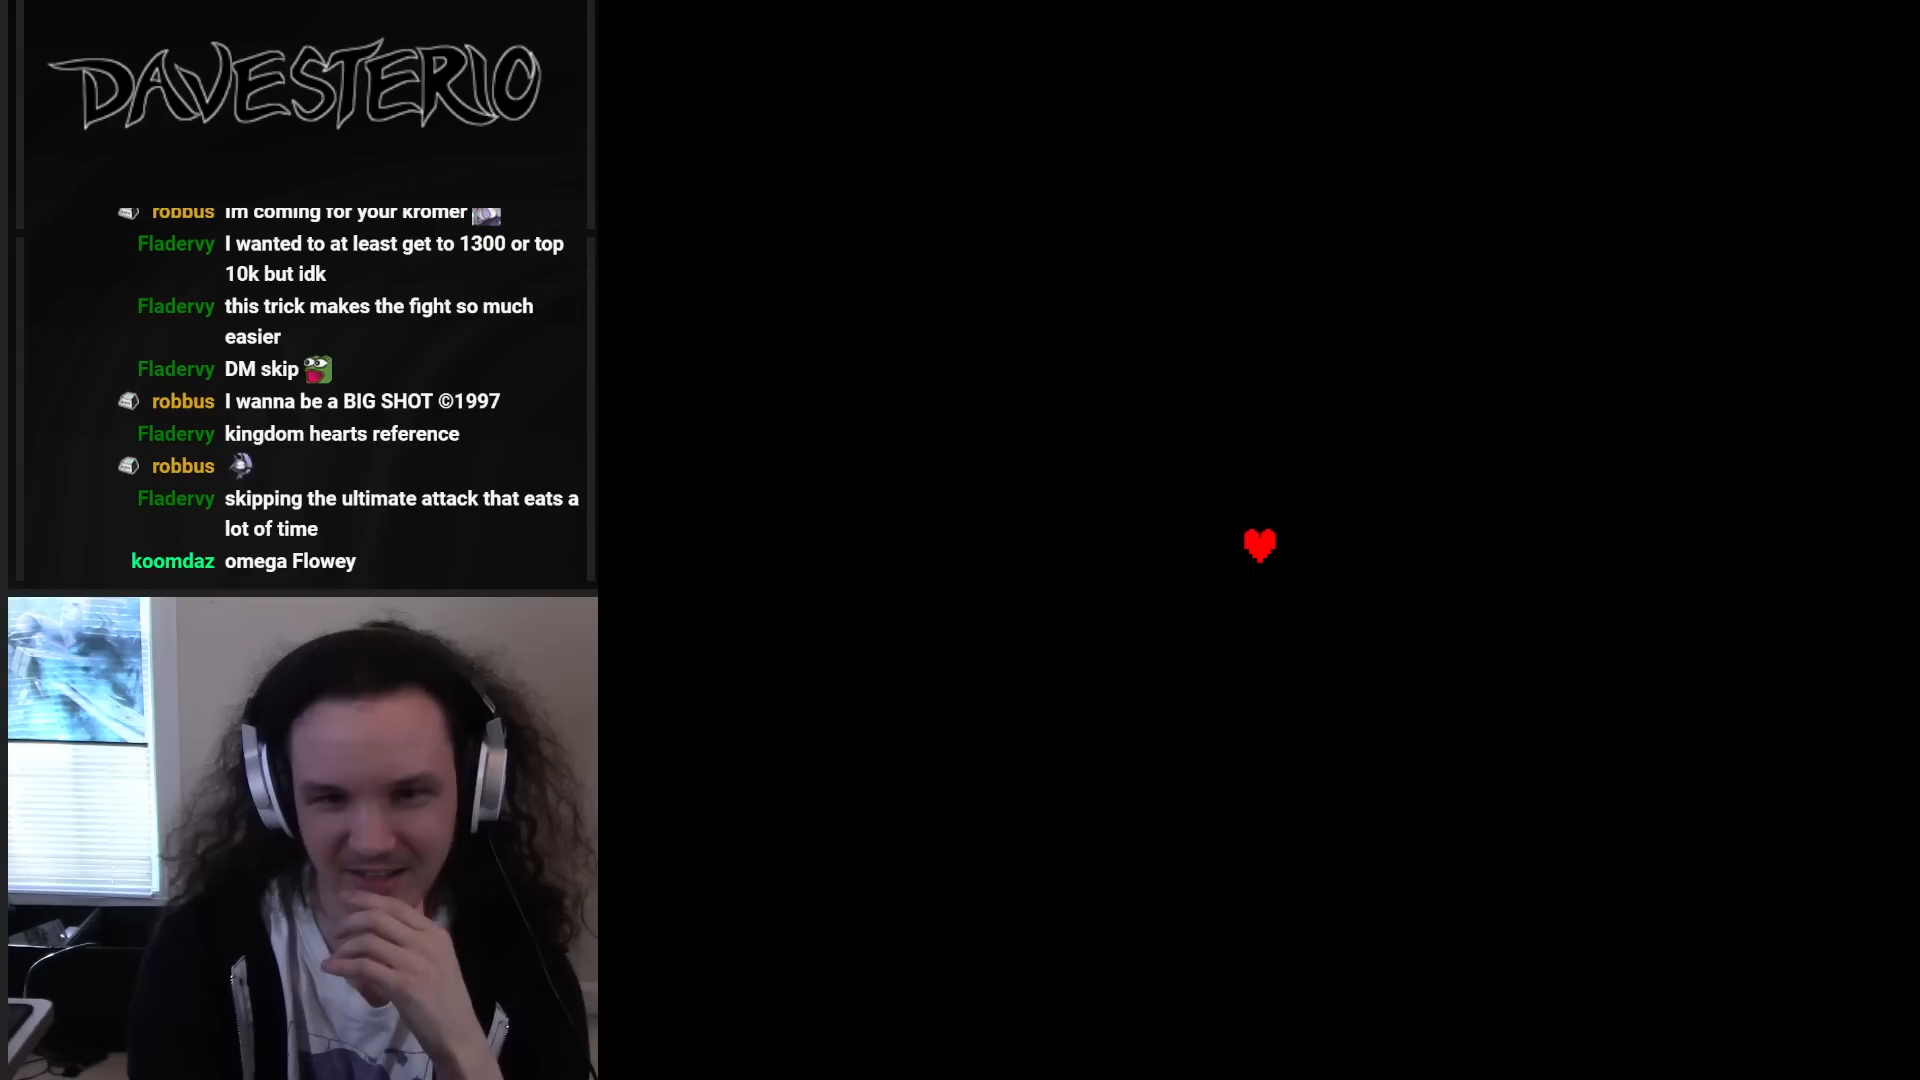 DAVESTERIO
robbus Im coming for your kromer
Fladervy I wanted to at least get to 1300 or top
10k but idk
Fladervy this trick makes the fight so much
easier
Fladervy DM skip
robbus I wanna be a BIG SHOT ©1997
Fladervy kingdom hearts reference
robbus
Fladervy skipping the ultimate attack that eats a
lot of time
koomdaz omega Flowey